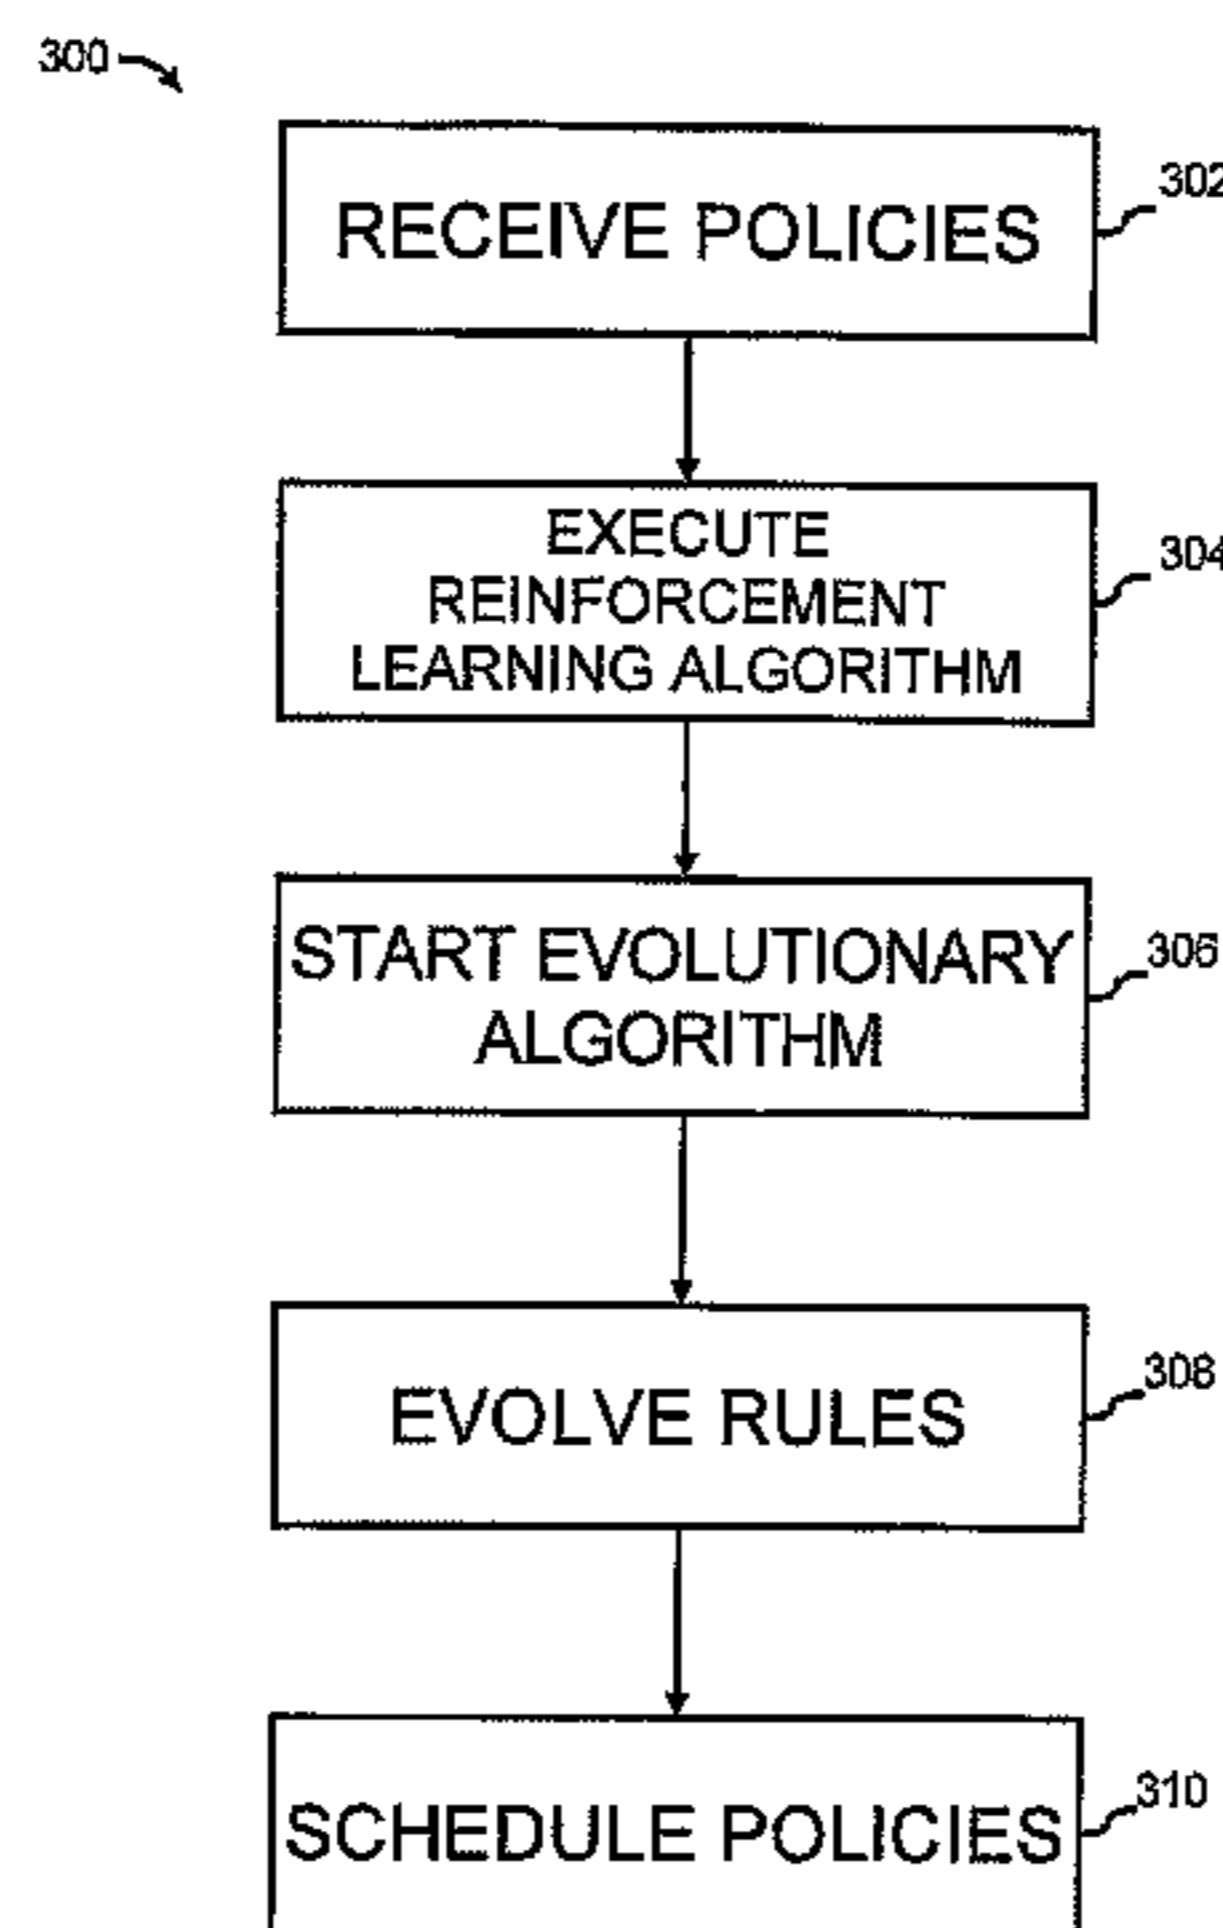 300
RECEIVE POLICIES
302
EXECUTE
REINFORCEMENT
LEARNING ALGORITHM
304
START EVOLUTIONARY
ALGORITHM
306
EVOLVE RULES
308
SCHEDULE POLICIES
310